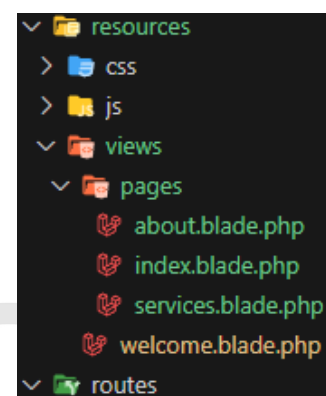 resources
css
js
views
pages
about.blade.php
index.blade.php
services.blade.php
welcome.blade.php
routes